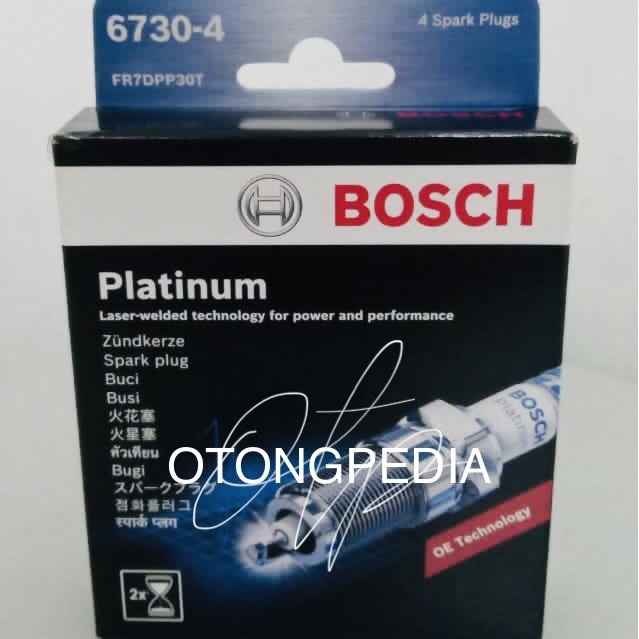 6730-4
4 Spark Plugs
FR7DPP30T
BOSCH
BOSCH
Platinum
Laser-welded technology for power and performance
Zündkerze
Spark plug
Buci
Busi
火花塞
火星塞
หัวเทียน
Bugi
スパークプラグ
점화플러그
स्पार्क प्लग
BOSCH
Platinum
OTONGPEDIA
OE Technology
2x